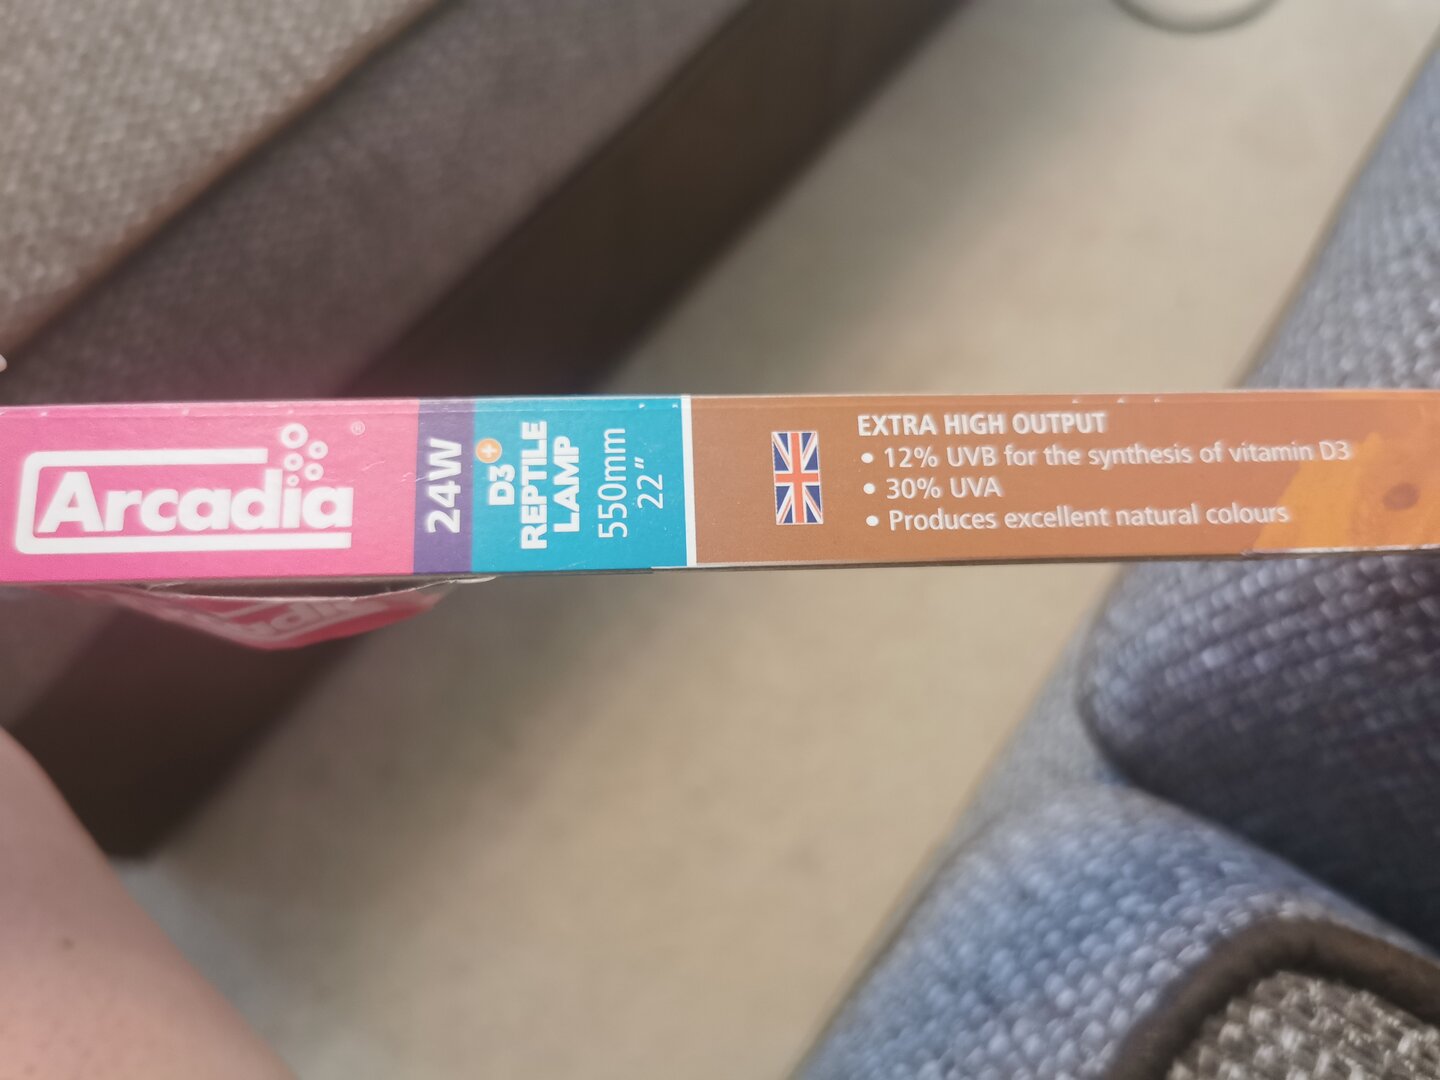 Arcadia
®
24W
D3+
REPTILE
LAMP
550mm
22"
EXTRA HIGH OUTPUT
• 12% UVB for the synthesis of vitamin D3
• 30% UVA
• Produces excellent natural colours